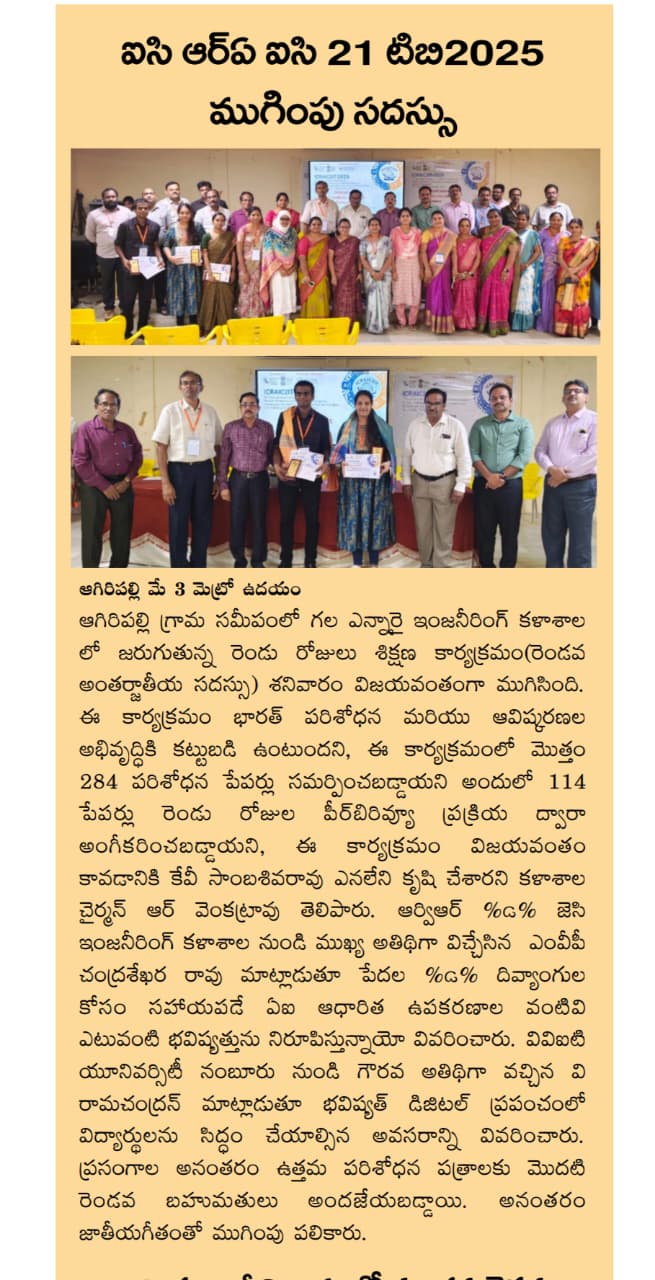 ఐసి ఆర్ఏ ఐసి 21 టిబి2025
ముగింపు సదస్సు
ICRAICDT-2025
ICRAICDT-2025
ICRAICDT
ఆగిరిపల్లి మే 3 మెట్రో ఉదయం
ఆగిరిపల్లి గ్రామ సమీపంలో గల ఎన్నారై ఇంజనీరింగ్ కళాశాల
లో జరుగుతున్న రెండు రోజులు శిక్షణ కార్యక్రమం(రెండవ
అంతర్జాతీయ సదస్సు) శనివారం విజయవంతంగా ముగిసింది.
ఈ కార్యక్రమం భారత్ పరిశోధన మరియు ఆవిష్కరణల
అభివృద్ధికి కట్టుబడి ఉంటుందని, ఈ కార్యక్రమంలో మొత్తం
284 పరిశోధన పేపర్లు సమర్పించబడ్డాయని అందులో 114
పేపర్లు రెండు రోజుల పీర్‌బిరివ్యూ ప్రక్రియ ద్వారా
అంగీకరించబడ్డాయని, ఈ కార్యక్రమం విజయవంతం
కావడానికి కేవీ సాంబశివరావు ఎనలేని కృషి చేశారని కళాశాల
చైర్మన్ ఆర్ వెంకట్రావు తెలిపారు. ఆర్విఆర్ %డ% జెసి
ఇంజనీరింగ్ కళాశాల నుండి ముఖ్య అతిథిగా విచ్చేసిన ఎంవీపీ
చంద్రశేఖర రావు మాట్లాడుతూ పేదల %డ% దివ్యాంగుల
కోసం సహాయపడే ఏఐ ఆధారిత ఉపకరణాల వంటివి
ఎటువంటి భవిష్యత్తును నిరూపిస్తున్నాయో వివరించారు. వివిఐటి
యూనివర్సిటీ నంబూరు నుండి గౌరవ అతిథిగా వచ్చిన వి
రామచంద్రన్ మాట్లాడుతూ భవిష్యత్ డిజిటల్ ప్రపంచంలో
విద్యార్థులను సిద్ధం చేయాల్సిన అవసరాన్ని వివరించారు.
ప్రసంగాల అనంతరం ఉత్తమ పరిశోధన పత్రాలకు మొదటి
రెండవ బహుమతులు అందజేయబడ్డాయి. అనంతరం
జాతీయగీతంతో ముగింపు పలికారు.